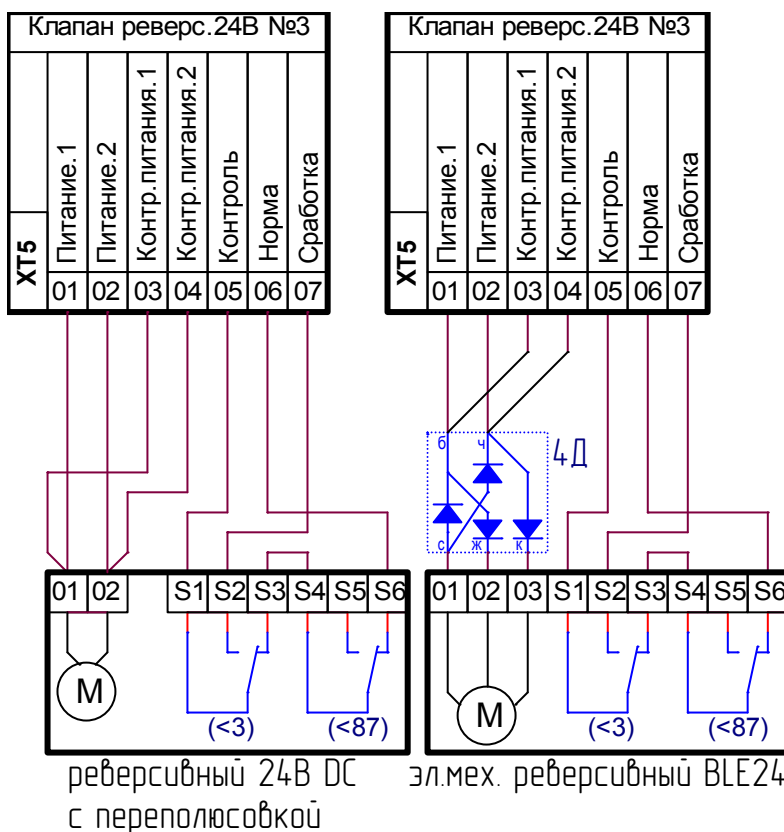 Клапан реверс.24В №3
XT5
Питание.1
Питание.2
Контр.питания.1
Контр.питания.2
Контроль
Норма
Сработка
01 02 03 04 05 06 07
Клапан реверс.24В №3
XT5
Питание.1
Питание.2
Контр.питания.1
Контр.питания.2
Контроль
Норма
Сработка
01 02 03 04 05 06 07
б ч
4Д
с ж к
01 02 S1 S2 S3 S4 S5 S6
M
(<3) (<87)
01 02 03 S1 S2 S3 S4 S5 S6
M
(<3) (<87)
реверсивный 24В DC
с переполюсовкой
эл.мех. реверсивный BLE24